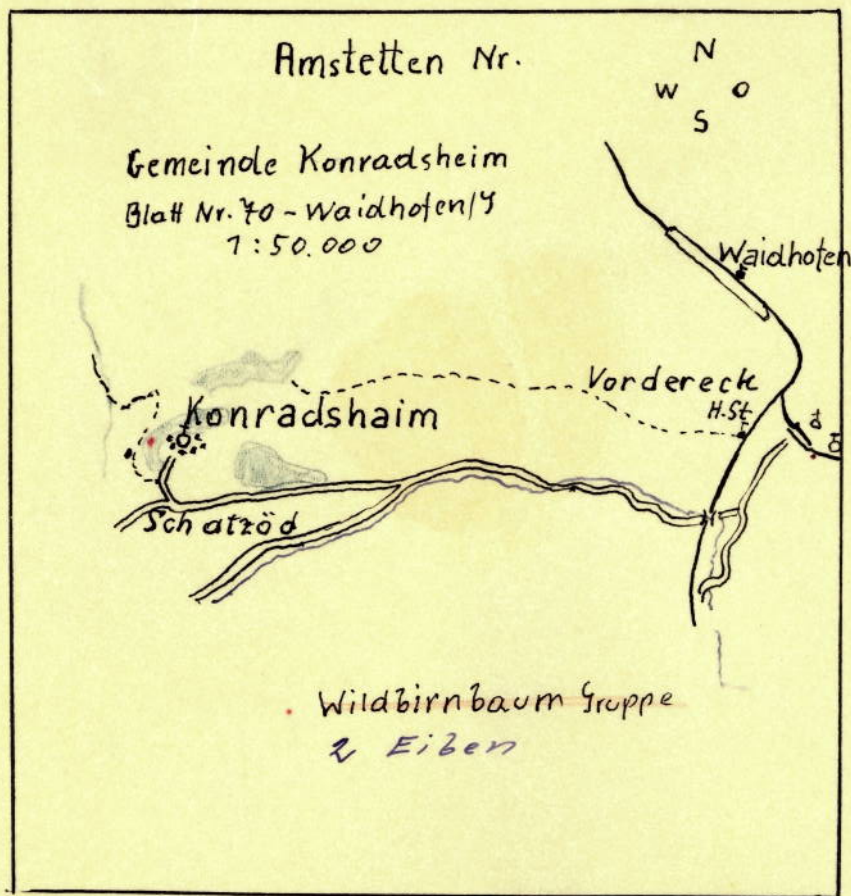 Amstetten Nr.
N
W O
S
Gemeinde Konradsheim
Blatt Nr. 70 - Waidhofen/Y
1:50.000
Waidhofen
Vordereck
H.St.
Konradshaim
Schatzöd
Wildbirnbaum Gruppe
2 Eiben